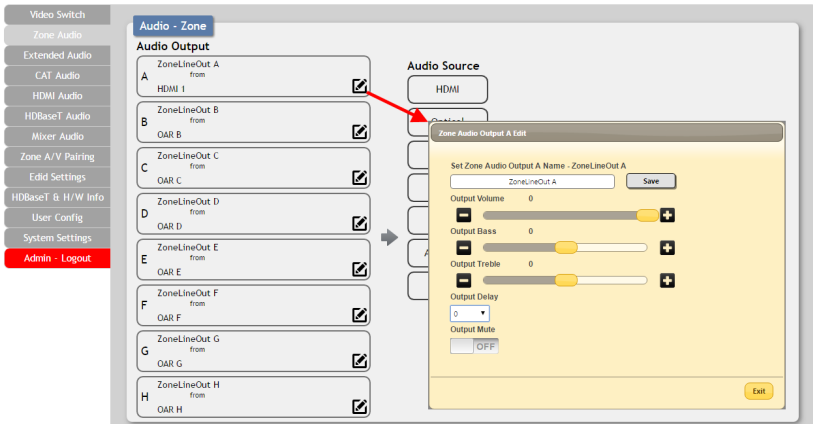 Video Switch
Zone Audio
Extended Audio
CAT Audio
HDMI Audio
HDBaseT Audio
Mixer Audio
Zone A/V Pairing
Edid Settings
HDBaseT & H/W Info
User Config
System Settings
Admin - Logout
Audio - Zone
Audio Output
A
ZoneLineOut A
from
HDMI 1
B
ZoneLineOut B
from
OAR B
C
ZoneLineOut C
from
OAR C
D
ZoneLineOut D
from
OAR D
E
ZoneLineOut E
from
OAR E
F
ZoneLineOut F
from
OAR F
G
ZoneLineOut G
from
OAR G
H
ZoneLineOut H
from
OAR H
Audio Source
HDMI
Optical
A
Zone Audio Output A Edit
Set Zone Audio Output A Name - ZoneLineOut A
ZoneLineOut A Save
Output Volume 0
Output Bass 0
Output Treble 0
Output Delay
0
Output Mute
OFF
Exit